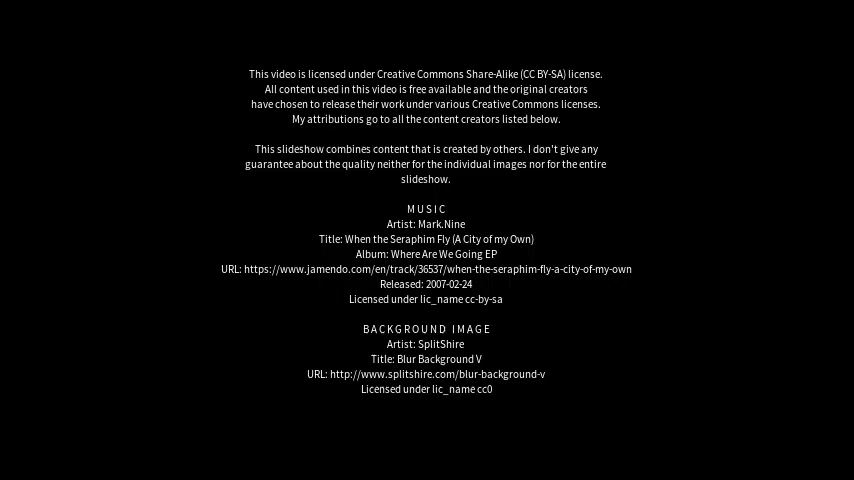 This video is licensed under Creative Commons Share-Alike (CC BY-SA) license.
All content used in this video is free available and the original creators
have chosen to release their work under various Creative Commons licenses.
My attributions go to all the content creators listed below.
This slideshow combines content that is created by others. I don't give any
guarantee about the quality neither for the individual images nor for the entire
slideshow.
MUSIC
Artist: Mark.Nine
Title: When the Seraphim Fly (A City of my Own)
Album: Where Are We Going EP
URL: https://www.jamendo.com/en/track/36537/when-the-seraphim-fly-a-city-of-my-own
Released: 2007-02-24
Licensed under lic_name cc-by-sa
BACKGROUND IMAGE
Artist: SplitShire
Title: Blur Background V
URL: http://www.splitshire.com/blur-background-v
Licensed under lic_name cc0